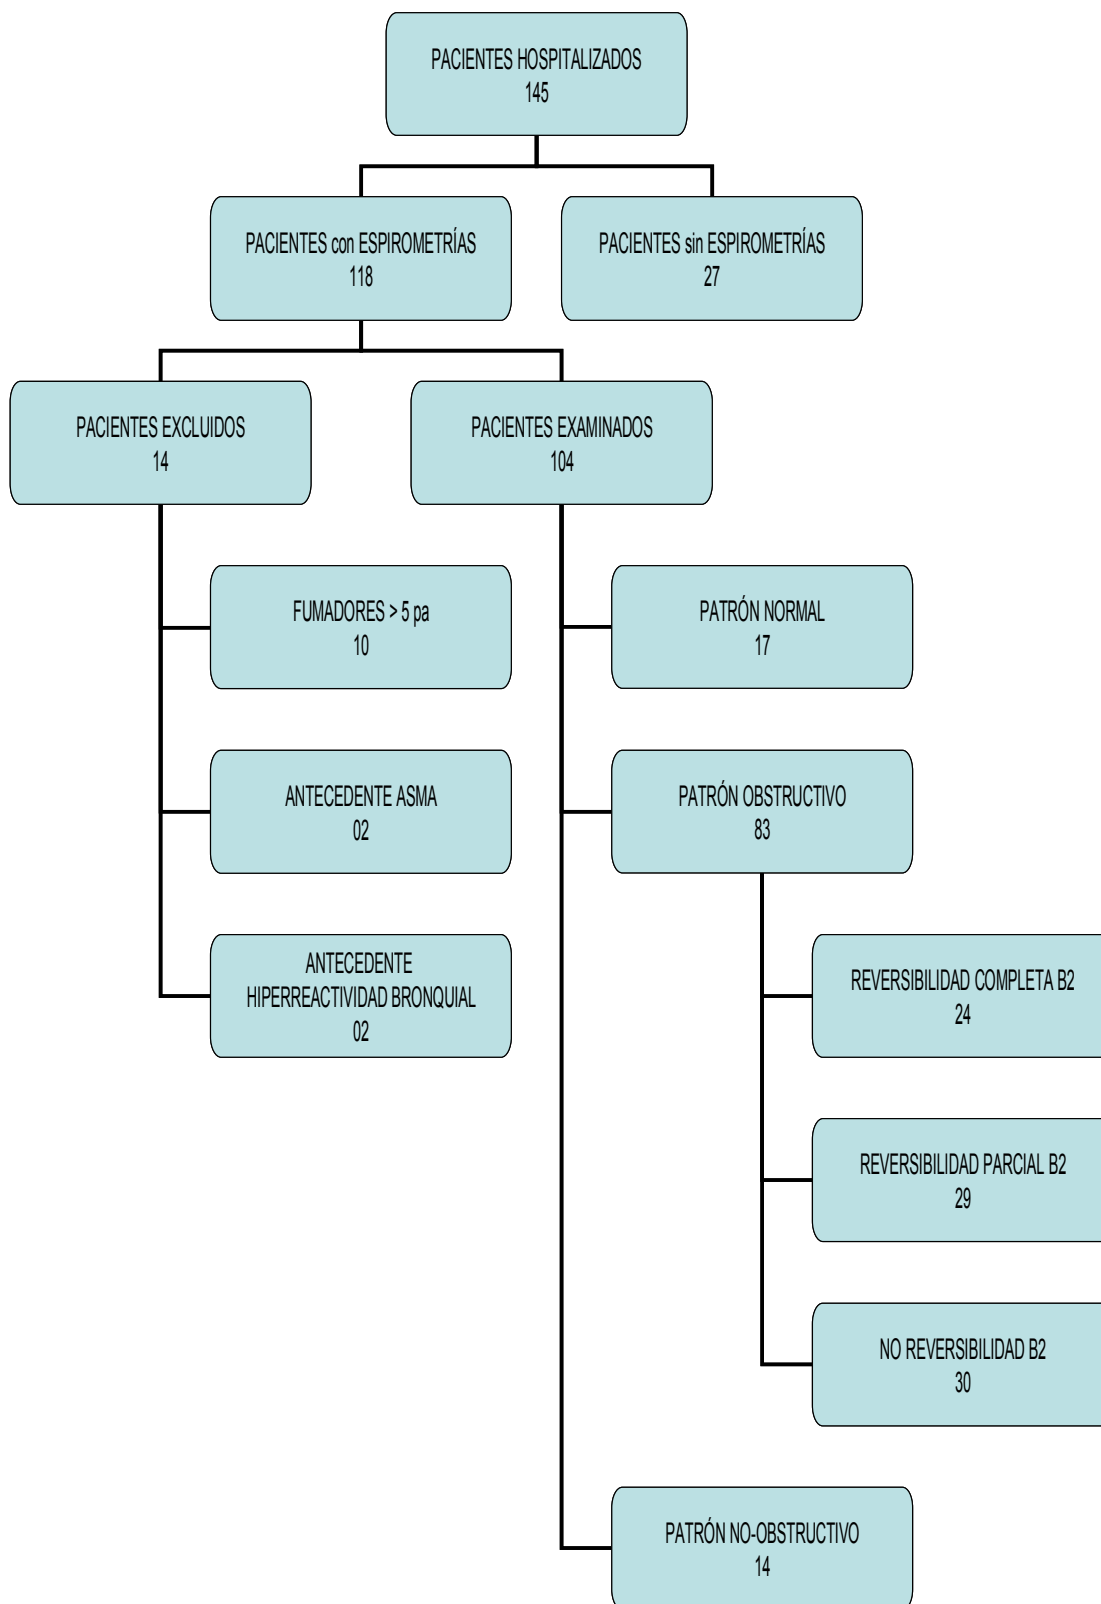 PACIENTES HOSPITALIZADOS
145
PACIENTES con ESPIROMETRÍAS
118
PACIENTES sin ESPIROMETRÍAS
27
PACIENTES EXCLUIDOS
14
PACIENTES EXAMINADOS
104
FUMADORES > 5 pa
10
PATRÓN NORMAL
17
ANTECEDENTE ASMA
02
PATRÓN OBSTRUCTIVO
83
ANTECEDENTE
HIPERREACTIVIDAD BRONQUIAL
02
REVERSIBILIDAD COMPLETA B2
24
REVERSIBILIDAD PARCIAL B2
29
NO REVERSIBILIDAD B2
30
PATRÓN NO-OBSTRUCTIVO
14